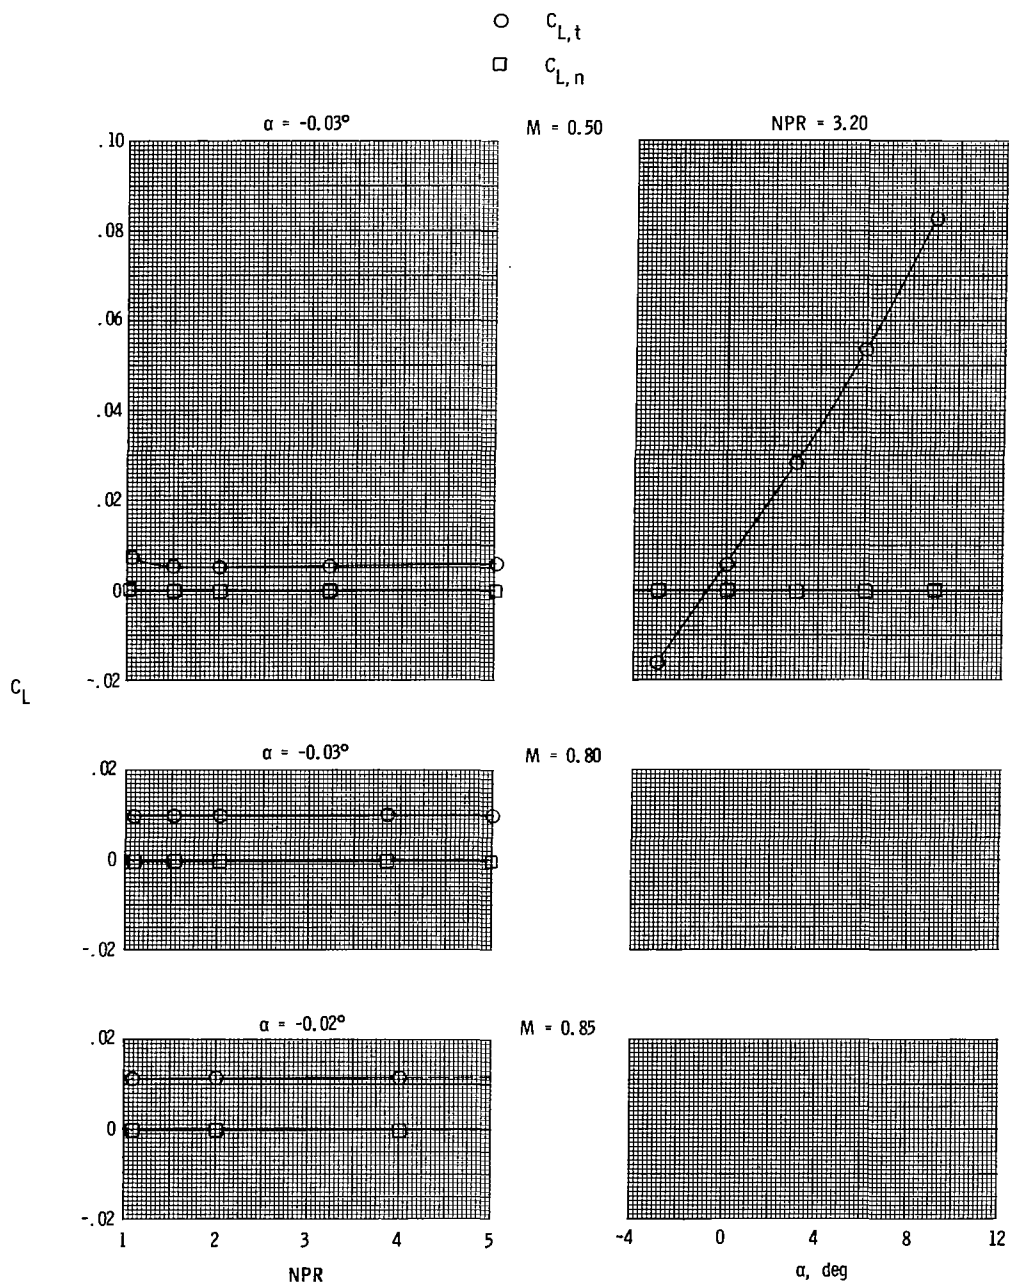 C_L,t
C_L,n
α = -0.03°
M = 0.50
NPR = 3.20
.10
.08
.06
.04
.02
0
-.02
C_L
α = -0.03°
M = 0.80
.02
0
-.02
α = -0.02°
M = 0.85
.02
0
-.02
1 2 3 4 5
NPR
-4 0 4 8 12
α, deg